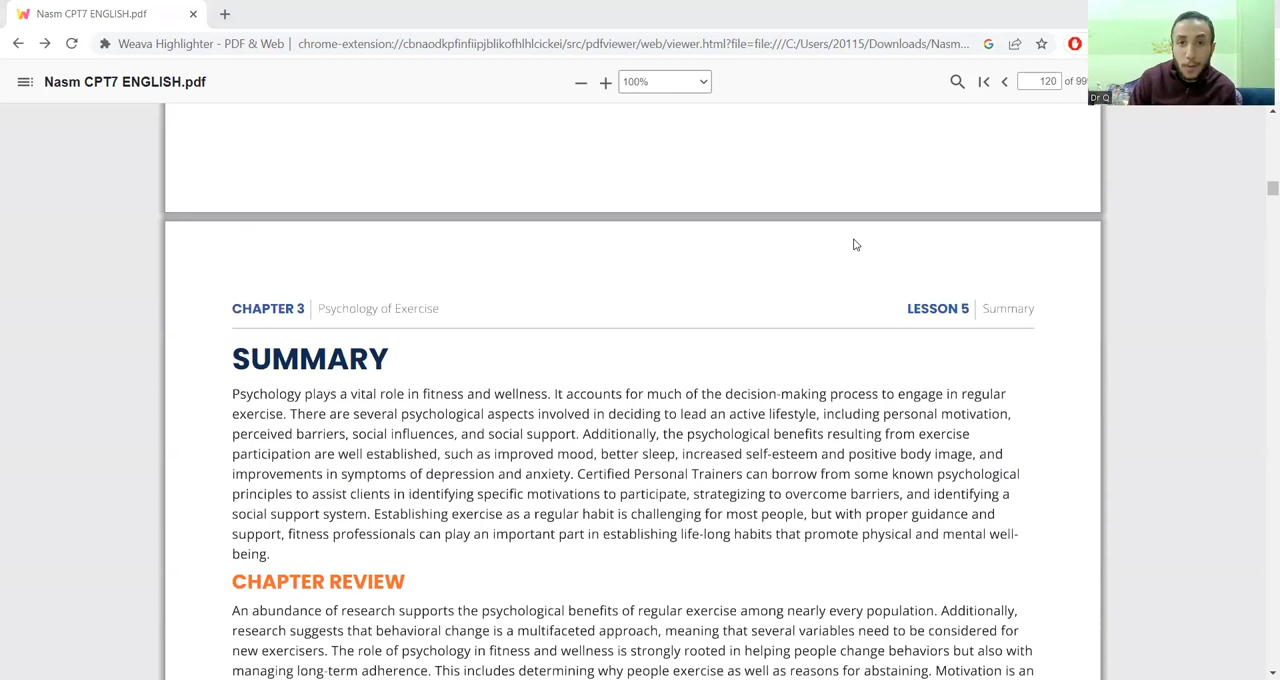 Nasm CPT7 ENGLISH.pdf
Weava Highlighter - PDF & Web | chrome-extension://cbnaodkpfinfiipjblikofhlhlcickei/src/pdfviewer/web/viewer.html?file=file:///C:/Users/20115/Downloads/Nasm...
Nasm CPT7 ENGLISH.pdf
100%
120 of 99
Dr Q
CHAPTER 3 | Psychology of Exercise
LESSON 5 | Summary
SUMMARY
Psychology plays a vital role in fitness and wellness. It accounts for much of the decision-making process to engage in regular
exercise. There are several psychological aspects involved in deciding to lead an active lifestyle, including personal motivation,
perceived barriers, social influences, and social support. Additionally, the psychological benefits resulting from exercise
participation are well established, such as improved mood, better sleep, increased self-esteem and positive body image, and
improvements in symptoms of depression and anxiety. Certified Personal Trainers can borrow from some known psychological
principles to assist clients in identifying specific motivations to participate, strategizing to overcome barriers, and identifying a
social support system. Establishing exercise as a regular habit is challenging for most people, but with proper guidance and
support, fitness professionals can play an important part in establishing life-long habits that promote physical and mental well-
being.
CHAPTER REVIEW
An abundance of research supports the psychological benefits of regular exercise among nearly every population. Additionally,
research suggests that behavioral change is a multifaceted approach, meaning that several variables need to be considered for
new exercisers. The role of psychology in fitness and wellness is strongly rooted in helping people change behaviors but also with
managing long-term adherence. This includes determining why people exercise as well as reasons for abstaining. Motivation is an